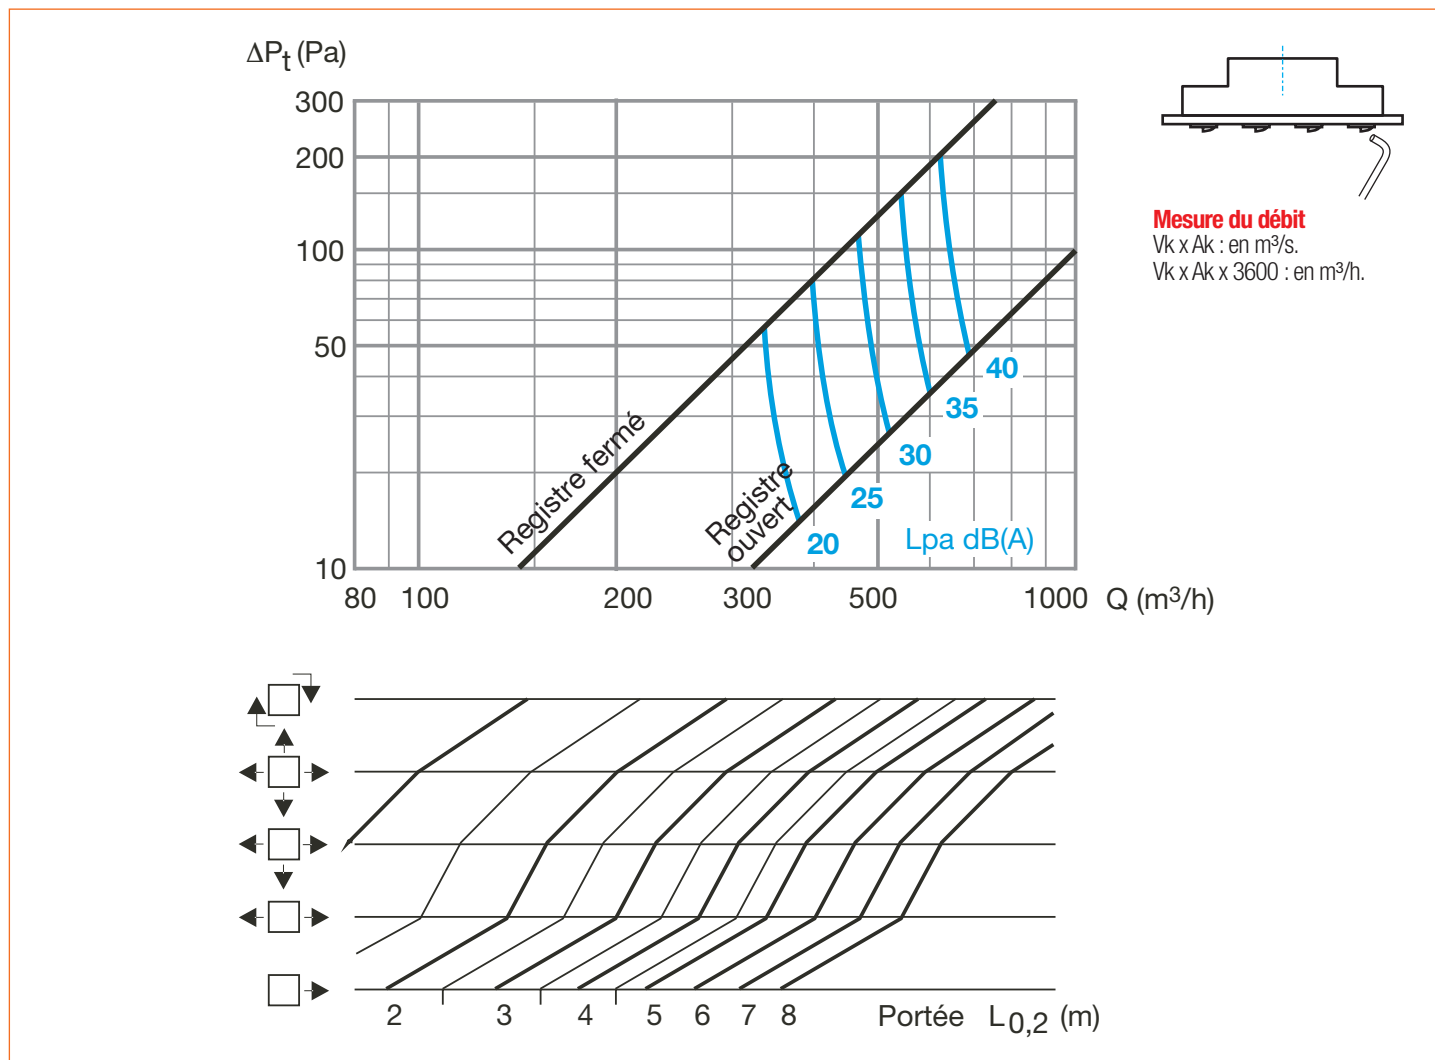 ΔPt (Pa)
300
200
100
50
10
80 100 200 300 500 1000 Q (m³/h)
Registre fermé
Registre
ouvert
20
25
30
35
40
Lpa dB(A)
Mesure du débit
Vk x Ak : en m³/s.
Vk x Ak x 3600 : en m³/h.
2 3 4 5 6 7 8 Portée L0,2 (m)